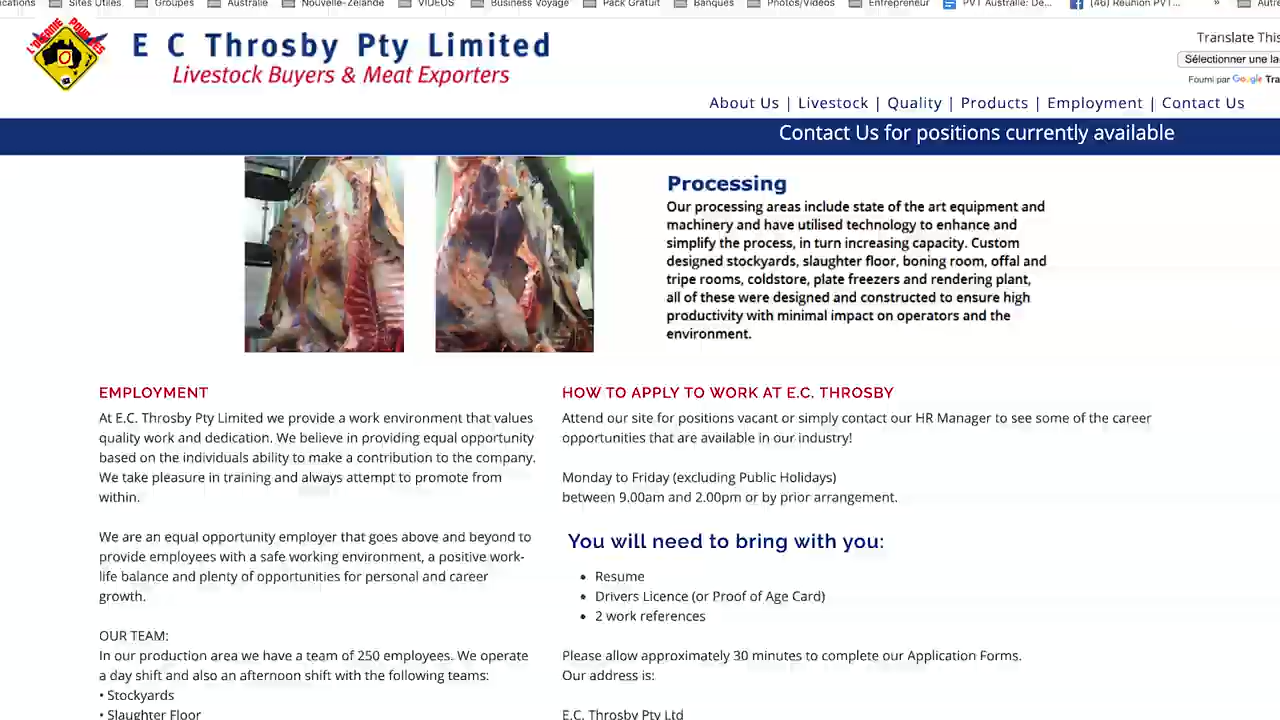 Sites Utiles Groupes Australie Nouvelle-Zélande VIDEOS Business Voyage Pack Gratuit Banques Photos/Videos Entrepreneur PVT Australie: De... (46) Réunion PVT... »
L'OCEANIE POUR LES
E C Throsby Pty Limited
Livestock Buyers & Meat Exporters
Translate This
Sélectionner une la
Fourni par Google Tra
About Us | Livestock | Quality | Products | Employment | Contact Us
Contact Us for positions currently available
Processing
Our processing areas include state of the art equipment and
machinery and have utilised technology to enhance and
simplify the process, in turn increasing capacity. Custom
designed stockyards, slaughter floor, boning room, offal and
tripe rooms, coldstore, plate freezers and rendering plant,
all of these were designed and constructed to ensure high
productivity with minimal impact on operators and the
environment.
EMPLOYMENT
At E.C. Throsby Pty Limited we provide a work environment that values
quality work and dedication. We believe in providing equal opportunity
based on the individuals ability to make a contribution to the company.
We take pleasure in training and always attempt to promote from
within.
We are an equal opportunity employer that goes above and beyond to
provide employees with a safe working environment, a positive work-
life balance and plenty of opportunities for personal and career
growth.
OUR TEAM:
In our production area we have a team of 250 employees. We operate
a day shift and also an afternoon shift with the following teams:
• Stockyards
• Slaughter Floor
HOW TO APPLY TO WORK AT E.C. THROSBY
Attend our site for positions vacant or simply contact our HR Manager to see some of the career
opportunities that are available in our industry!
Monday to Friday (excluding Public Holidays)
between 9.00am and 2.00pm or by prior arrangement.
You will need to bring with you:
• Resume
• Drivers Licence (or Proof of Age Card)
• 2 work references
Please allow approximately 30 minutes to complete our Application Forms.
Our address is:
E.C. Throsby Pty Ltd